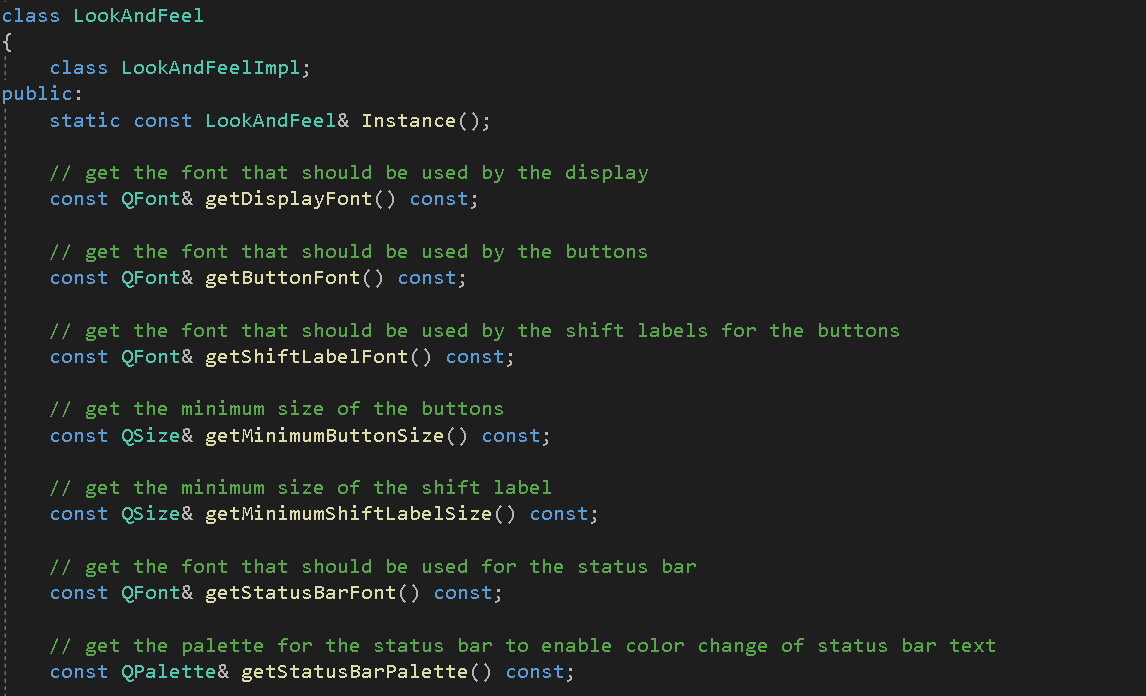 class LookAndFeel
{
    class LookAndFeelImpl;
public:
    static const LookAndFeel& Instance();

    // get the font that should be used by the display
    const QFont& getDisplayFont() const;

    // get the font that should be used by the buttons
    const QFont& getButtonFont() const;

    // get the font that should be used by the shift labels for the buttons
    const QFont& getShiftLabelFont() const;

    // get the minimum size of the buttons
    const QSize& getMinimumButtonSize() const;

    // get the minimum size of the shift label
    const QSize& getMinimumShiftLabelSize() const;

    // get the font that should be used for the status bar
    const QFont& getStatusBarFont() const;

    // get the palette for the status bar to enable color change of status bar text
    const QPalette& getStatusBarPalette() const;